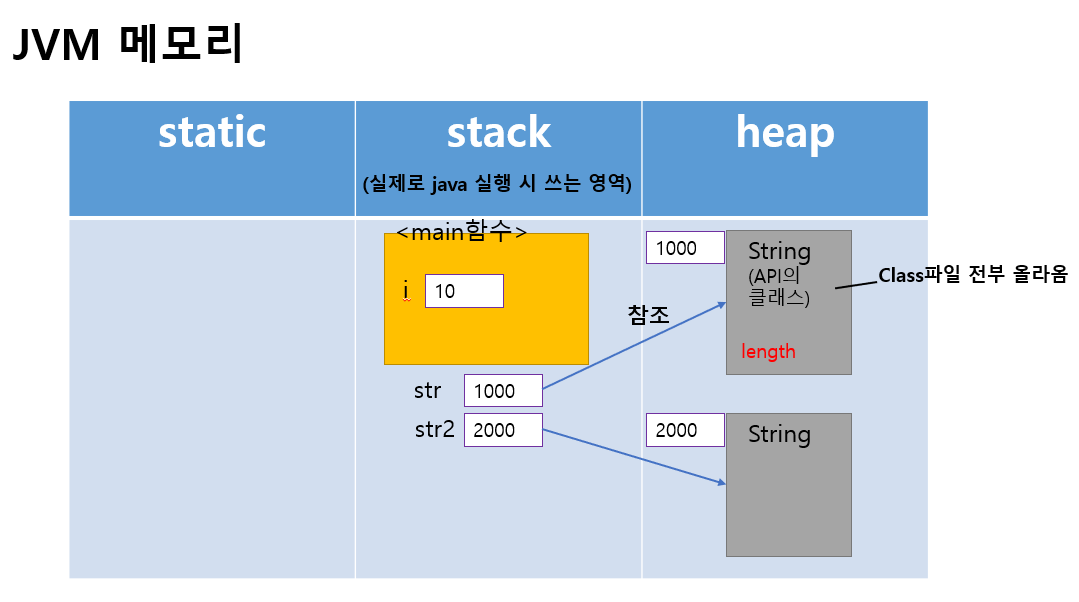 JVM 메모리
static
stack
(실제로 java 실행 시 쓰는 영역)
heap
<main함수>
i
10
str
1000
str2
2000
참조
1000
String
(API의
클래스)
length
Class파일 전부 올라옴
2000
String